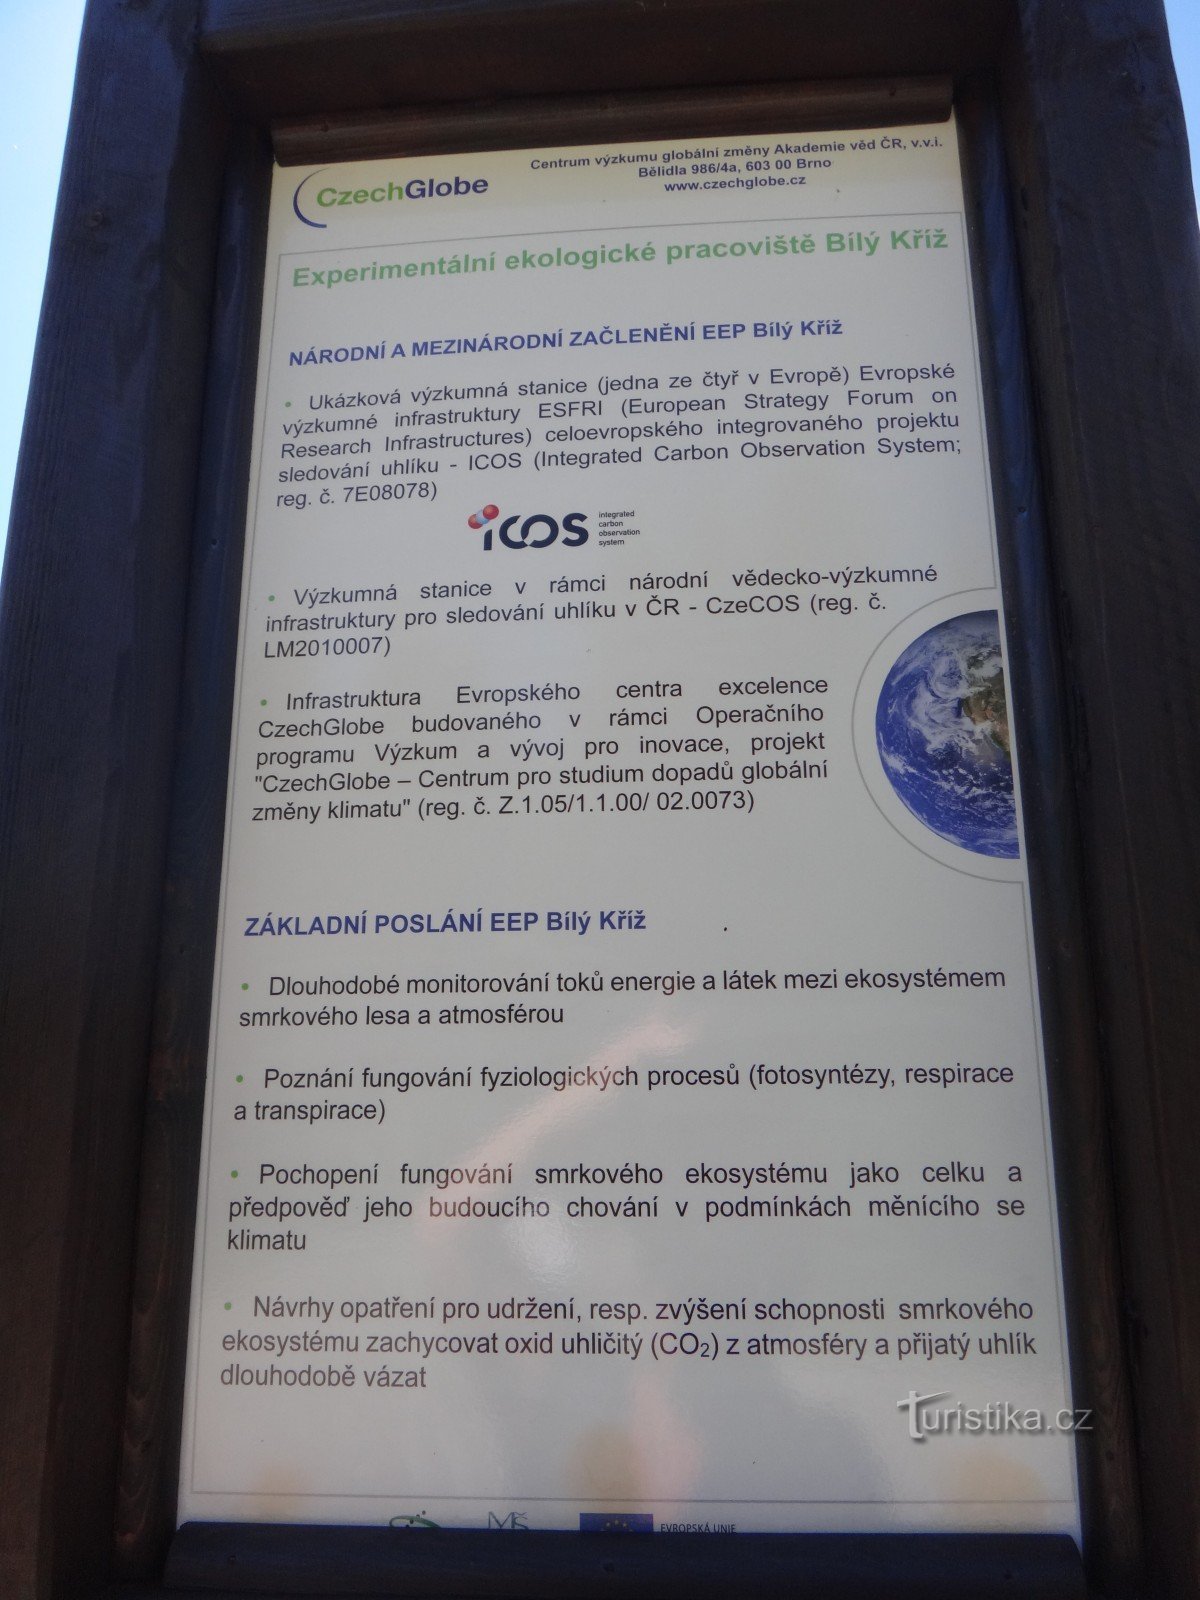 CzechGlobe
Centrum výzkumu globální změny Akademie věd ČR, v.v.i.
Bělidla 986/4a, 603 00 Brno
www.czechglobe.cz
Experimentální ekologické pracoviště Bílý Kříž
NÁRODNÍ A MEZINÁRODNÍ ZAČLENĚNÍ EEP Bílý Kříž
• Ukázková výzkumná stanice (jedna ze čtyř v Evropě) Evropské
výzkumné infrastruktury ESFRI (European Strategy Forum on
Research Infrastructures) celoevropského integrovaného projektu
sledování uhlíku - ICOS (Integrated Carbon Observation System;
reg. č. 7E08078)
iCOS
integrated
carbon
observation
system
• Výzkumná stanice v rámci národní vědecko-výzkumné
infrastruktury pro sledování uhlíku v ČR - CzeCOS (reg. č.
LM2010007)
• Infrastruktura Evropského centra excelence
CzechGlobe budovaného v rámci Operačního
programu Výzkum a vývoj pro inovace, projekt
"CzechGlobe – Centrum pro studium dopadů globální
změny klimatu" (reg. č. Z.1.05/1.1.00/ 02.0073)
ZÁKLADNÍ POSLÁNÍ EEP Bílý Kříž
• Dlouhodobé monitorování toků energie a látek mezi ekosystémem
smrkového lesa a atmosférou
• Poznání fungování fyziologických procesů (fotosyntézy, respirace
a transpirace)
• Pochopení fungování smrkového ekosystému jako celku a
předpověď jeho budoucího chování v podmínkách měnícího se
klimatu
• Návrhy opatření pro udržení, resp. zvýšení schopnosti smrkového
ekosystému zachycovat oxid uhličitý (CO₂) z atmosféry a přijatý uhlík
dlouhodobě vázat
Turistika.cz
MŠ
EVROPSKÁ UNIE